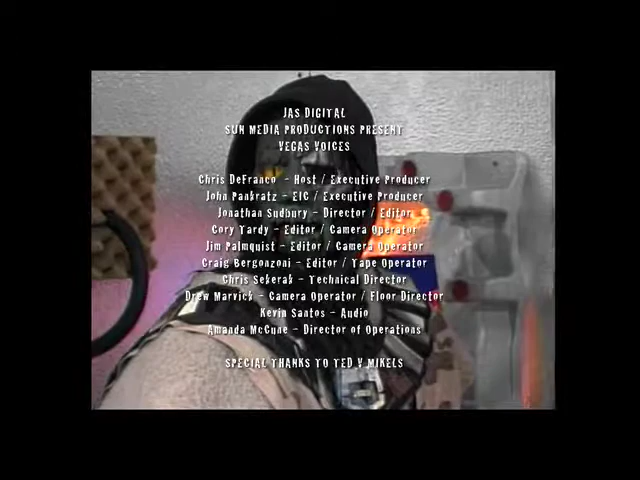 JAS DIGITAL
SUN MEDIA PRODUCTIONS PRESENT
VEGAS VOICES
Chris DeFranco - Host / Executive Producer
John Pankratz - EIC / Executive Producer
Jonathan Sudbury - Director / Editor
Cory Tardy - Editor / Camera Operator
Jim Palmquist - Editor / Camera Operator
Craig Bergonzoni - Editor / Tape Operator
Chris Sekerak - Technical Director
Drew Marvick - Camera Operator / Floor Director
Kevin Santos - Audio
Amanda McCune - Director of Operations
SPECIAL THANKS TO TED V MIKELS